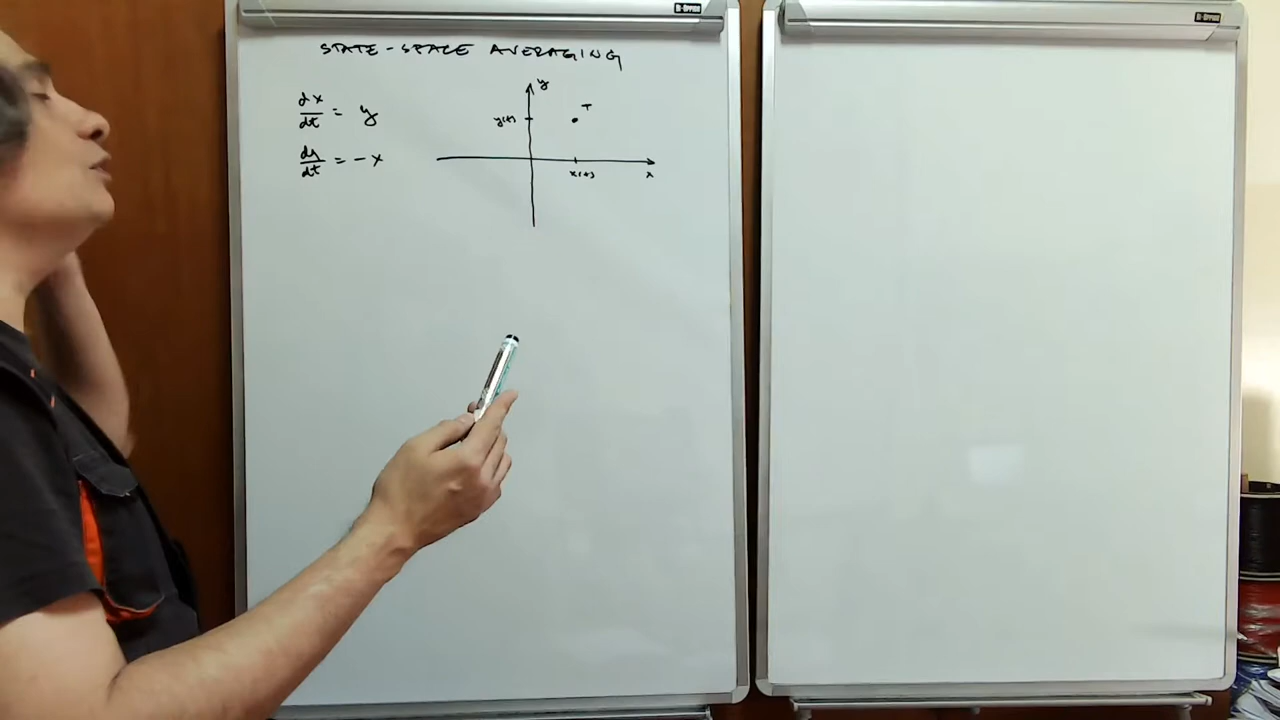 STATE-SPACE AVERAGING
dx/dt = y
dy/dt = -x
y
T
y(t)
x(t)
x